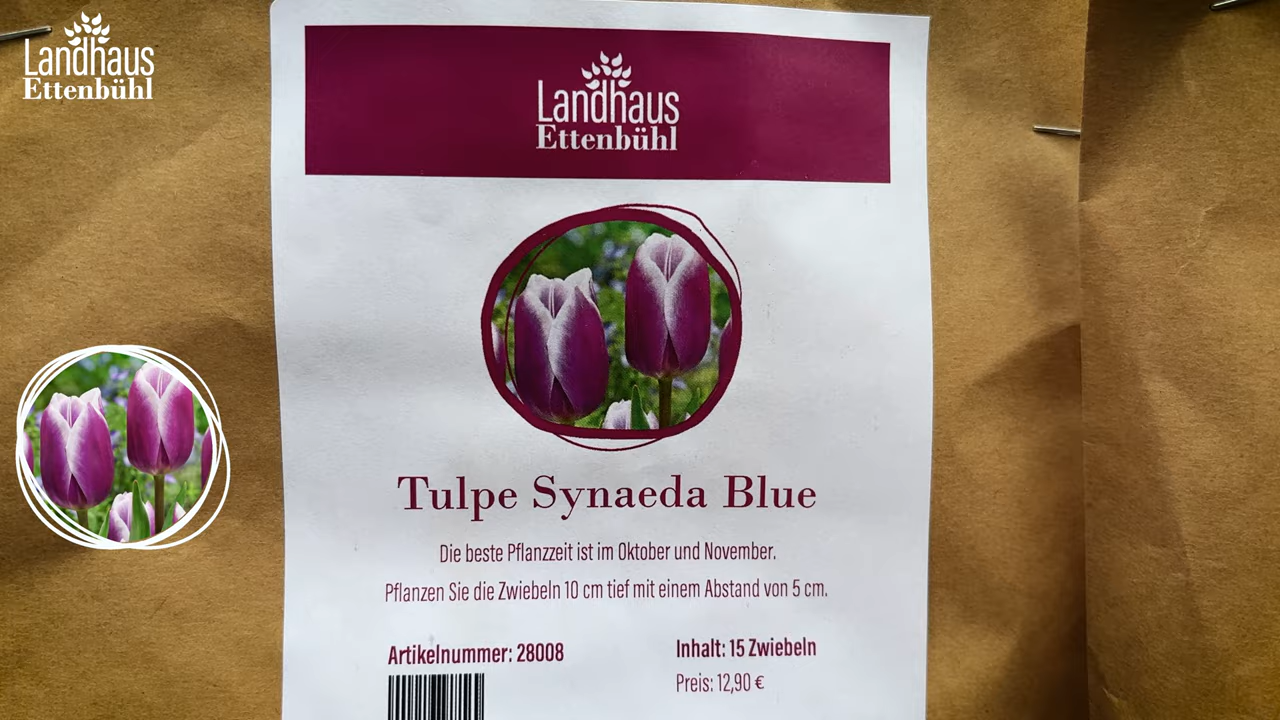 Landhaus
Ettenbühl
Landhaus
Ettenbühl
Tulpe Synaeda Blue
Die beste Pflanzzeit ist im Oktober und November.
Pflanzen Sie die Zwiebeln 10 cm tief mit einem Abstand von 5 cm.
Artikelnummer: 28008
Inhalt: 15 Zwiebeln
Preis: 12,90 €